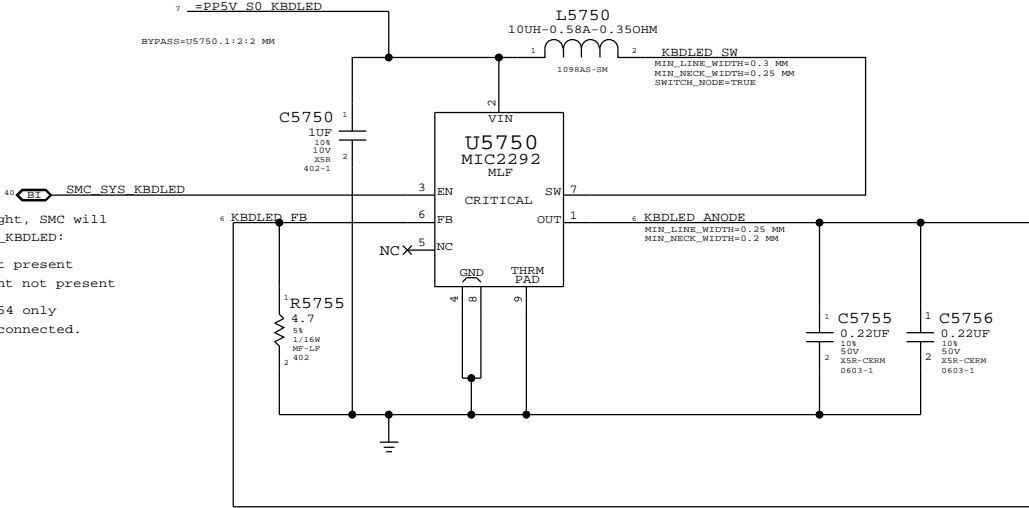 7 =PP5V_S0_KBDLED
BYPASS=U5750.1:2:2 MM
L5750
10UH-0.58A-0.35OHM
1 2
1098AS-SM
KBDLED_SW
MIN_LINE_WIDTH=0.3 MM
MIN_NECK_WIDTH=0.25 MM
SWITCH_NODE=TRUE
C5750 1
1UF
10%
10V
X5R 2
402-1
2
VIN
U5750
MIC2292
MLF
CRITICAL
40 BI SMC_SYS_KBDLED
3 EN
SW 7
ght, SMC will
_KBDLED:
t present
nt not present
54 only
connected.
6 KBDLED_FB
6 FB
OUT 1
6 KBDLED_ANODE
MIN_LINE_WIDTH=0.25 MM
MIN_NECK_WIDTH=0.2 MM
NC 5 NC
GND
THRM
PAD
4 8 9
1 R5755
4.7
5%
1/16W
MF-LF
2 402
1 C5755
0.22UF
10%
50V
2 X5R-CERM
0603-1
1 C5756
0.22UF
10%
50V
2 X5R-CERM
0603-1